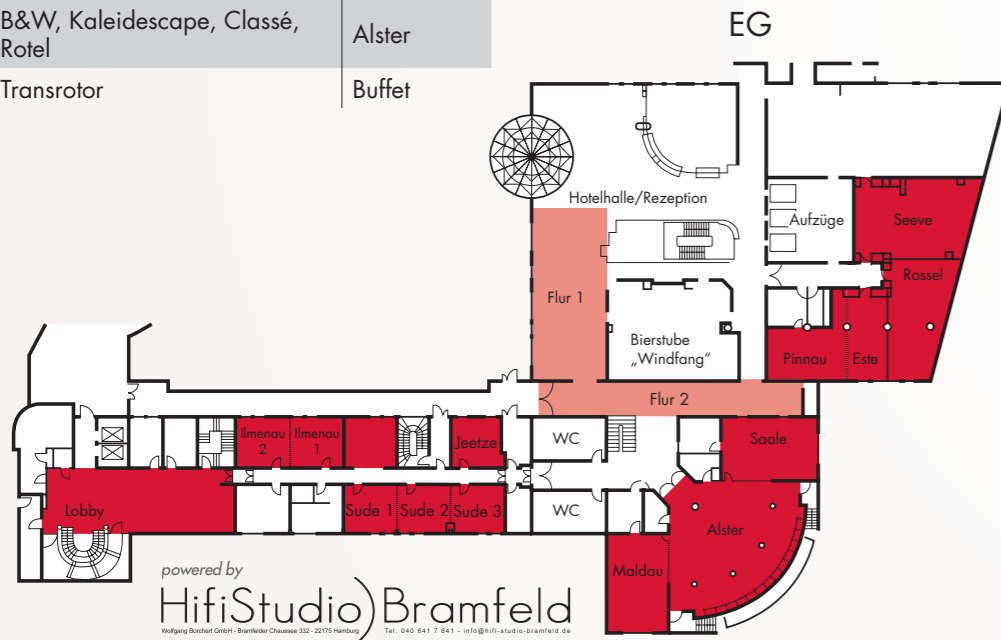 B&W, Kaleidescape, Classé,
Rotel
Alster
Transrotor
Buffet
EG
Hotelhalle/Rezeption
Aufzüge
Seeve
Rossel
Flur 1
Bierstube
„Windfang“
Pinnau
Este
Flur 2
Ilmenau
2
Ilmenau
1
Jeetze
WC
Saale
Lobby
Sude 1
Sude 2
Sude 3
WC
Alster
Maldau
powered by
HifiStudio)Bramfeld
Wolfgang Borchert GmbH - Bramfelder Chaussee 332 - 22175 Hamburg
Tel. 040 641 7 641 - info@hifi-studio-bramfeld.de